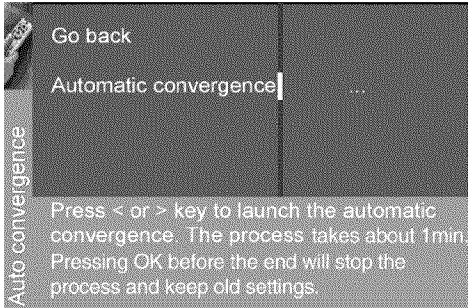 Go back
Automatic convergence ...
Auto convergence
Press < or > key to launch the automatic
convergence. The process takes about 1min.
Pressing OK before the end will stop the
process and keep old settings.